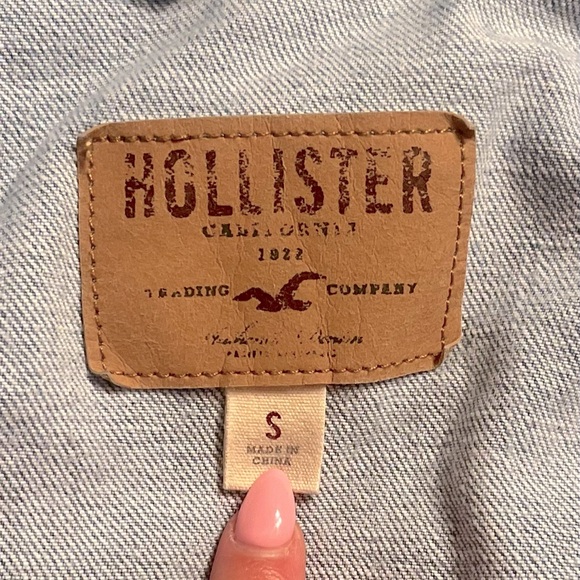 HOLLISTER
CALIFORNIA
1922
TRADING COMPANY
S
MADE IN
CHINA